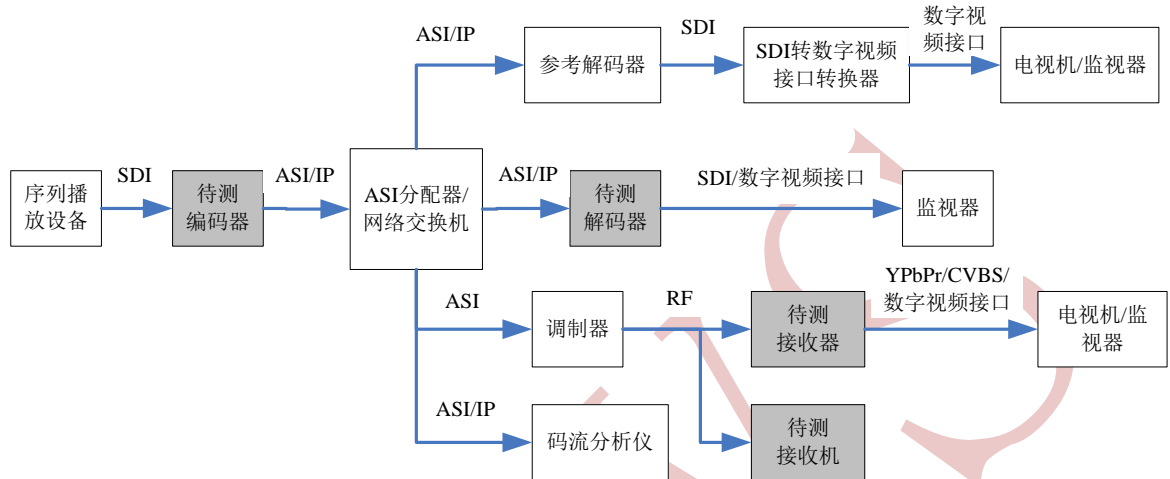 ASI/IP
SDI
数字视
频接口
参考解码器
SDI转数字视频
接口转换器
电视机/监视器
序列播
放设备
SDI
待测
编码器
ASI/IP
ASI分配器/
网络交换机
ASI/IP
待测
解码器
SDI/数字视频接口
监视器
ASI
调制器
RF
待测
接收器
YPbPr/CVBS/
数字视频接口
电视机/监
视器
ASI/IP
码流分析仪
待测
接收机